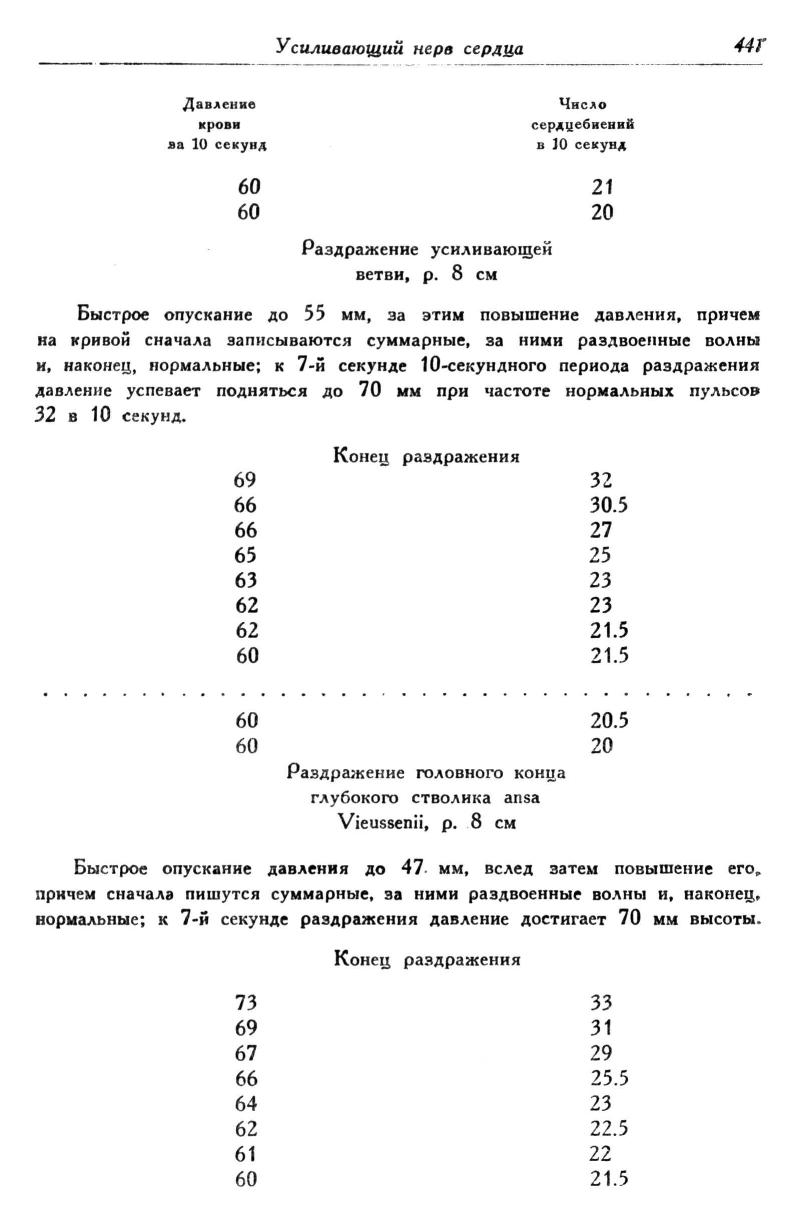 Усиливающий нерв сердца 441
Давление Число
крови сердцебиений
за 10 секунд в 10 секунд
60 21
60 20
Раздражение усиливающей
ветви, р. 8 см
Быстрое опускание до 55 мм, за этим повышение давления, причем
на кривой сначала записываются суммарные, за ними раздвоенные волны
и, наконец, нормальные; к 7-й секунде 10-секундного периода раздражения
давление успевает подняться до 70 мм при частоте нормальных пульсов
32 в 10 секунд.
Конец раздражения
69 32
66 30.5
66 27
65 25
63 23
62 23
62 21.5
60 21.5
. . . . . . . . . . . . . . . . . . . . . . . . . . . . . . . . . . . . . . . .
60 20.5
60 20
Раздражение головного конца
глубокого стволика ansa
Vieussenii, р. 8 см
Быстрое опускание давления до 47 мм, вслед затем повышение его,
причем сначала пишутся суммарные, за ними раздвоенные волны и, наконец,
нормальные; к 7-й секунде раздражения давление достигает 70 мм высоты.
Конец раздражения
73 33
69 31
67 29
66 25.5
64 23
62 22.5
61 22
60 21.5